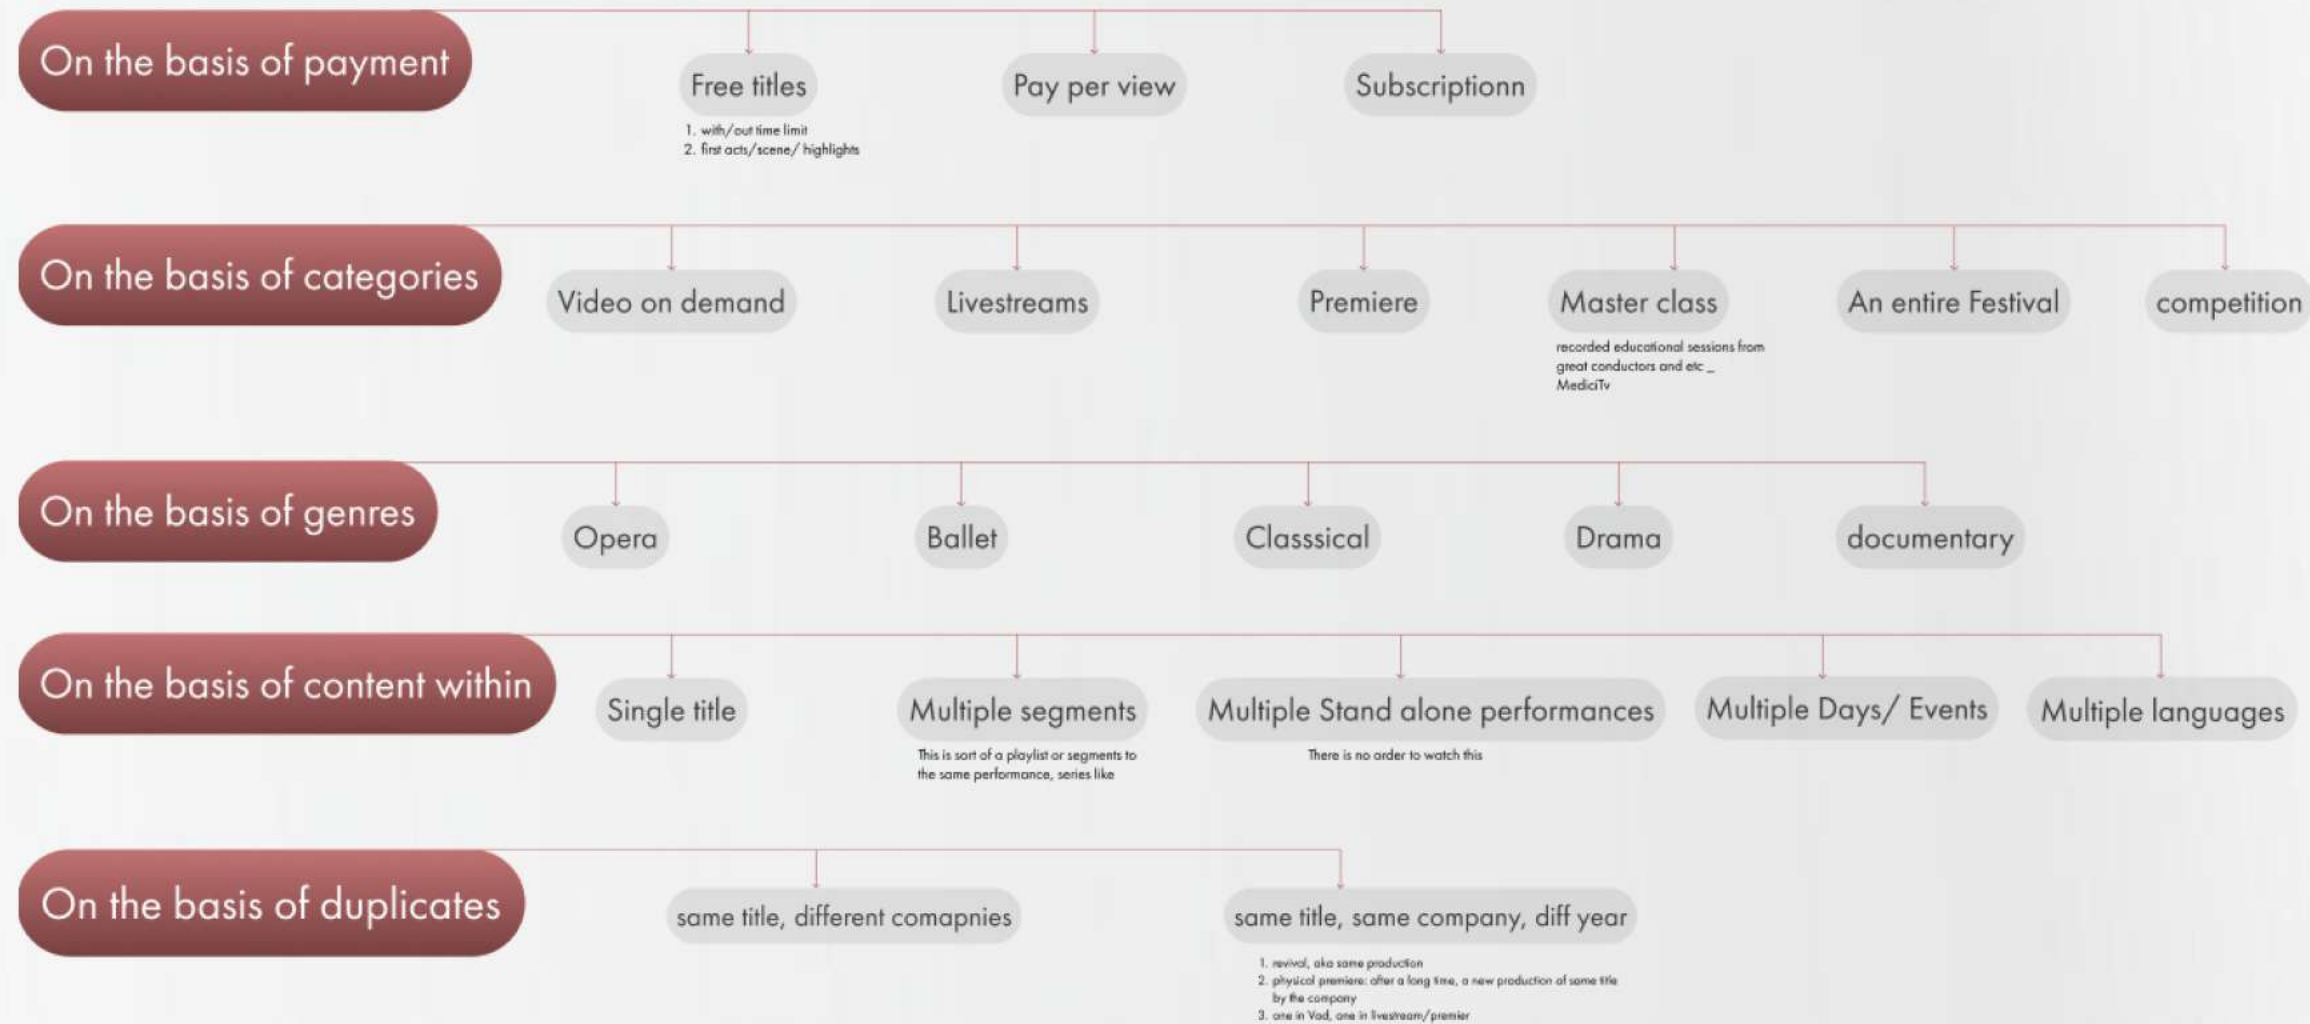 On the basis of payment
Free titles
Pay per view
Subscriptionn
1. with/out time limit
2. first acts/scene/ highlights
On the basis of categories
Video on demand
Livestreams
Premiere
Master class
An entire Festival
competition
recorded educational sessions from
great conductors and etc _
MediciTv
On the basis of genres
Opera
Ballet
Classsical
Drama
documentary
On the basis of content within
Single title
Multiple segments
Multiple Stand alone performances
Multiple Days/ Events
Multiple languages
This is sort of a playlist or segments to
the same performance, series like
There is no order to watch this
On the basis of duplicates
same title, different comapnies
same title, same company, diff year
1. revival, aka same production
2. physical premiere: after a long time, a new production of same title
by the company
3. one in Vod, one in livestream/premier